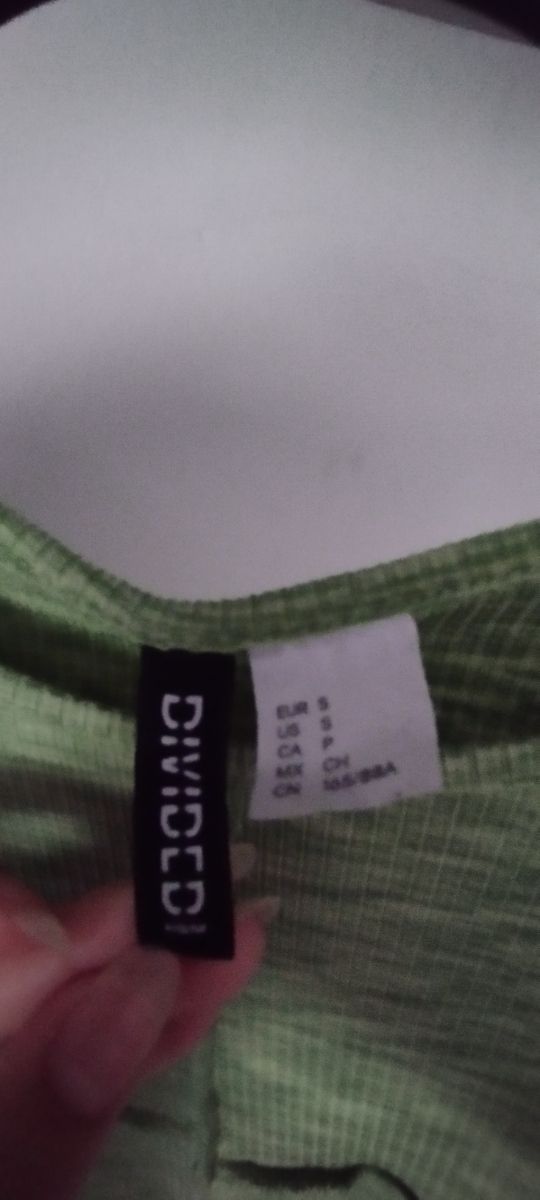 DIVIDED
EUR S
US S
CA P
MX CH
CN 165/88A